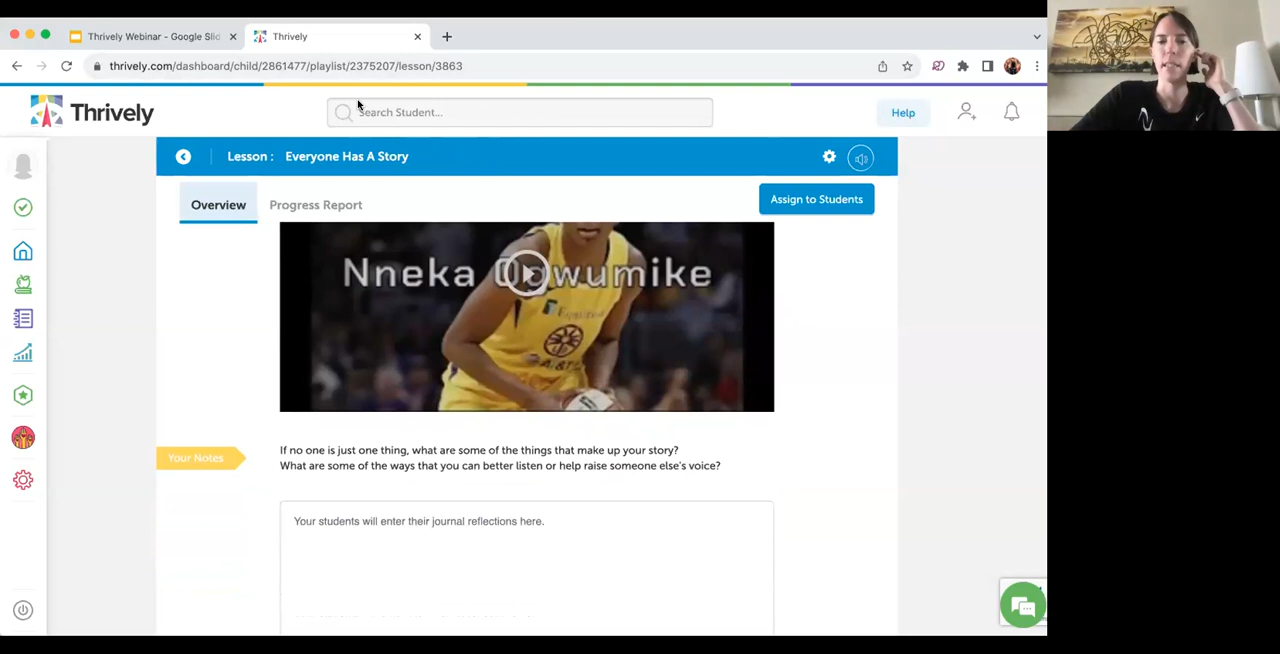 Thrively Webinar - Google Slid
Thrively
thrively.com/dashboard/child/2861477/playlist/2375207/lesson/3863
Thrively
Search Student...
Help
Lesson : Everyone Has A Story
Overview
Progress Report
Assign to Students
Nneka Ogwumike
Your Notes
If no one is just one thing, what are some of the things that make up your story?
What are some of the ways that you can better listen or help raise someone else's voice?
Your students will enter their journal reflections here.